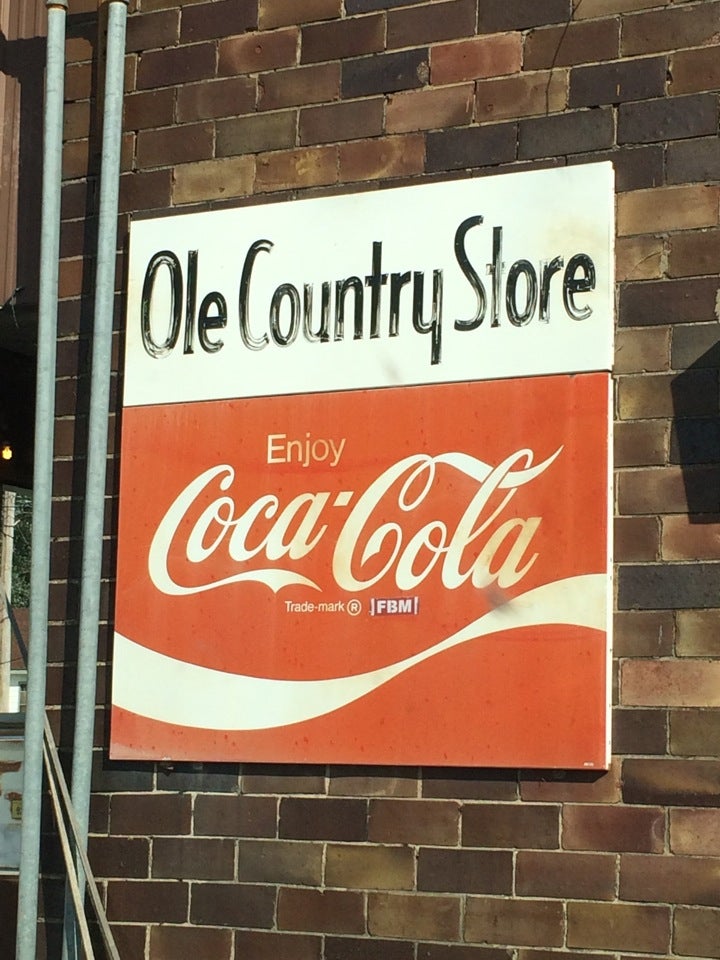 Ole Country Store
Enjoy
Coca-Cola
Trade-mark ® FBM